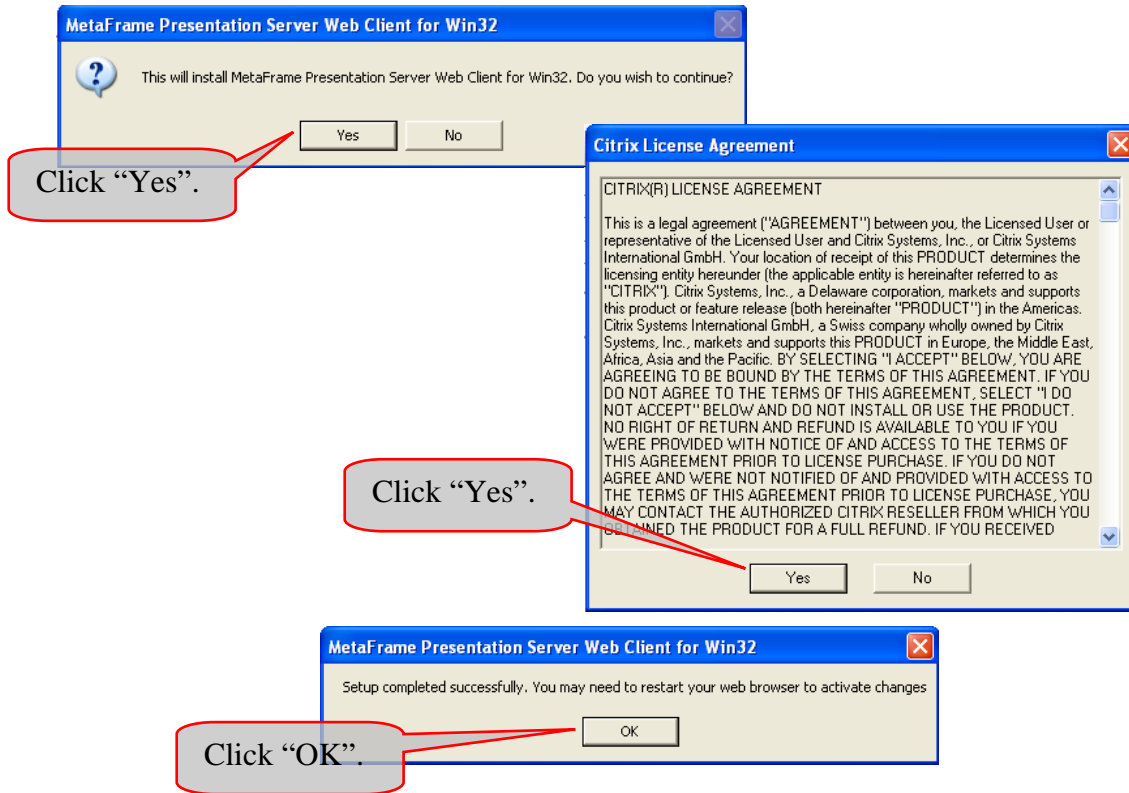 MetaFrame Presentation Server Web Client for Win32
This will install MetaFrame Presentation Server Web Client for Win32. Do you wish to continue?
Yes No
Click “Yes”.
Citrix License Agreement
CITRIX(R) LICENSE AGREEMENT
This is a legal agreement ("AGREEMENT") between you, the Licensed User or
representative of the Licensed User and Citrix Systems, Inc., or Citrix Systems
International GmbH. Your location of receipt of this PRODUCT determines the
licensing entity hereunder (the applicable entity is hereinafter referred to as
"CITRIX"). Citrix Systems, Inc., a Delaware corporation, markets and supports
this product or feature release (both hereinafter "PRODUCT") in the Americas.
Citrix Systems International GmbH, a Swiss company wholly owned by Citrix
Systems, Inc., markets and supports this PRODUCT in Europe, the Middle East,
Africa, Asia and the Pacific. BY SELECTING "I ACCEPT" BELOW, YOU ARE
AGREEING TO BE BOUND BY THE TERMS OF THIS AGREEMENT. IF YOU
DO NOT AGREE TO THE TERMS OF THIS AGREEMENT, SELECT "I DO
NOT ACCEPT" BELOW AND DO NOT INSTALL OR USE THE PRODUCT.
NO RIGHT OF RETURN AND REFUND IS AVAILABLE TO YOU IF YOU
WERE PROVIDED WITH NOTICE OF AND ACCESS TO THE TERMS OF
THIS AGREEMENT PRIOR TO LICENSE PURCHASE. IF YOU DO NOT
AGREE AND WERE NOT NOTIFIED OF AND PROVIDED WITH ACCESS TO
THE TERMS OF THIS AGREEMENT PRIOR TO LICENSE PURCHASE, YOU
MAY CONTACT THE AUTHORIZED CITRIX RESELLER FROM WHICH YOU
OBTAINED THE PRODUCT FOR A FULL REFUND. IF YOU RECEIVED
Click “Yes”.
Yes No
MetaFrame Presentation Server Web Client for Win32
Setup completed successfully. You may need to restart your web browser to activate changes
OK
Click “OK”.